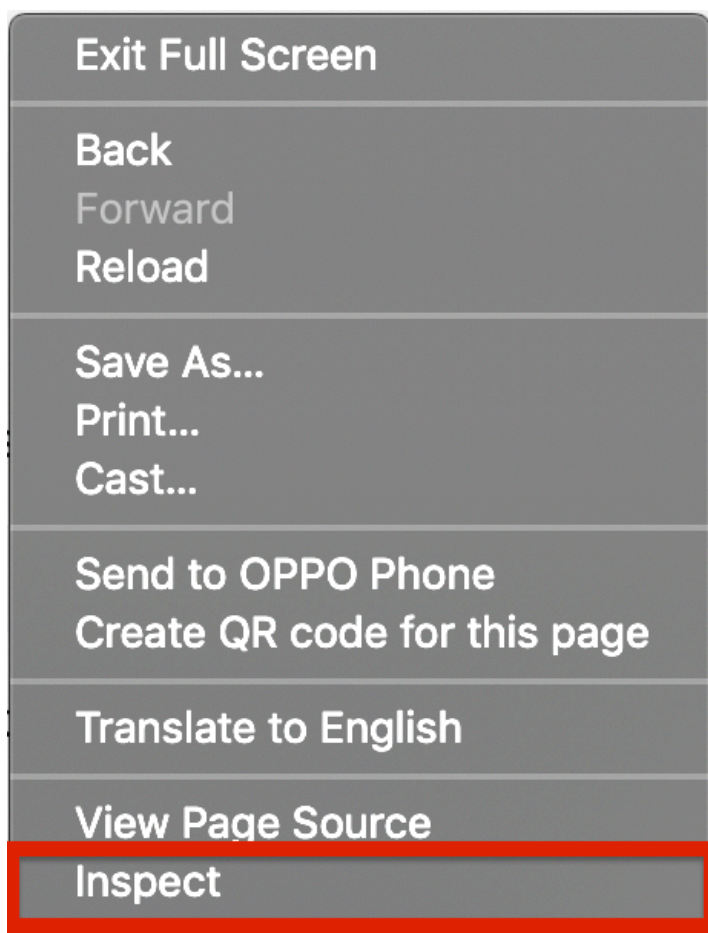 Exit Full Screen
Back
Forward
Reload
Save As...
Print...
Cast...
Send to OPPO Phone
Create QR code for this page
Translate to English
View Page Source
Inspect